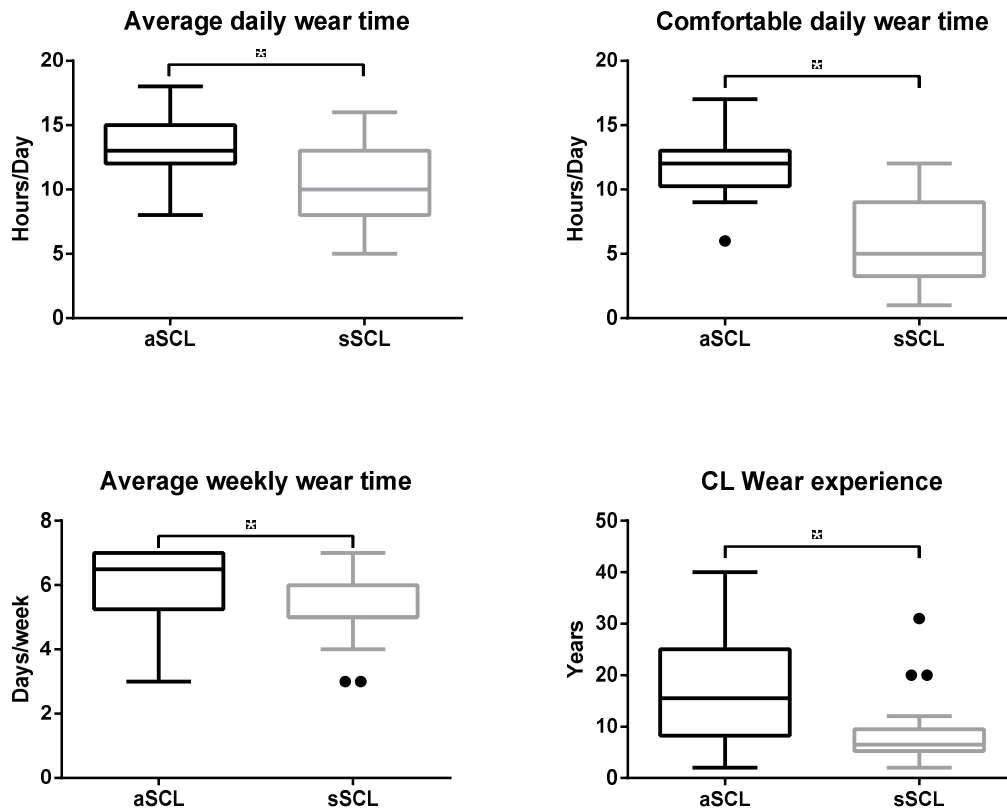 Average daily wear time
*
20
15
10
5
0
Hours/Day
aSCL
sSCL
Comfortable daily wear time
*
20
15
10
5
0
Hours/Day
aSCL
sSCL
Average weekly wear time
*
8
6
4
2
0
Days/week
aSCL
sSCL
CL Wear experience
*
50
40
30
20
10
0
Years
aSCL
sSCL